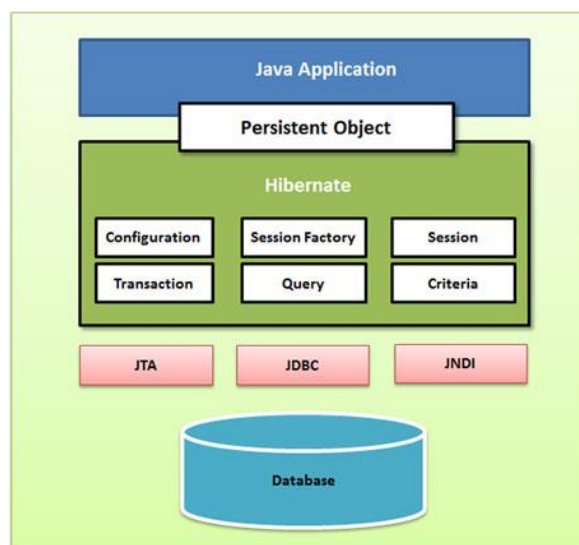 Java Application
Persistent Object
Hibernate
Configuration
Session Factory
Session
Transaction
Query
Criteria
JTA
JDBC
JNDI
Database